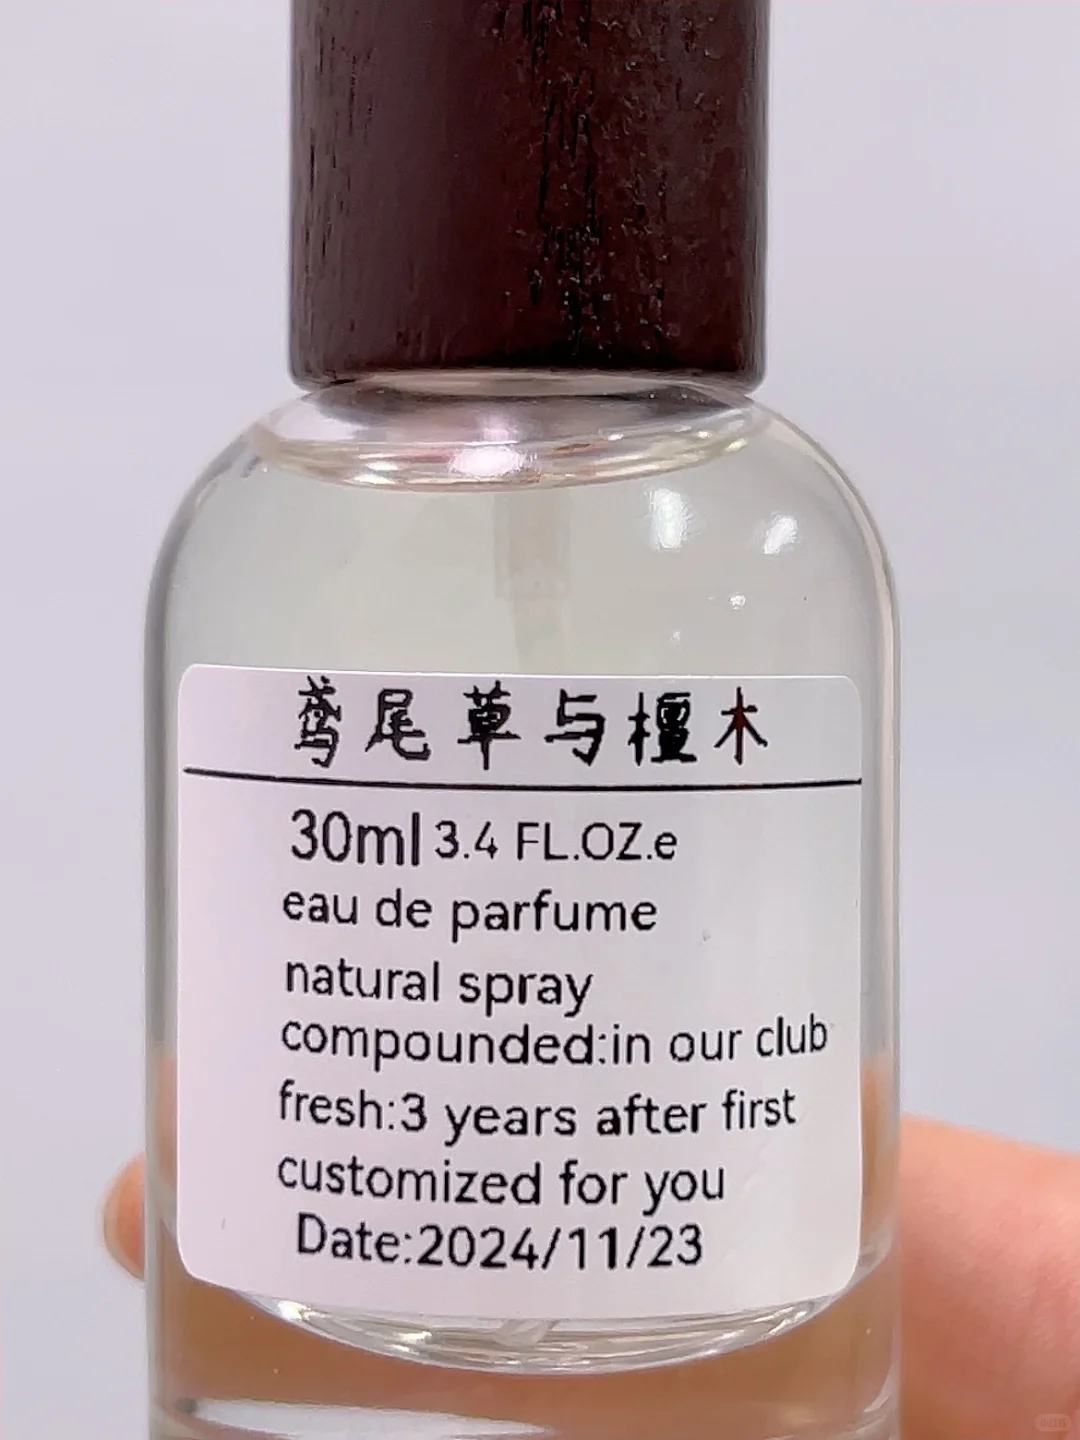 鸢尾草与檀木
30ml 3.4 FL.OZ.e
eau de parfume
natural spray
compounded:in our club
fresh:3 years after first
customized for you
Date:2024/11/23